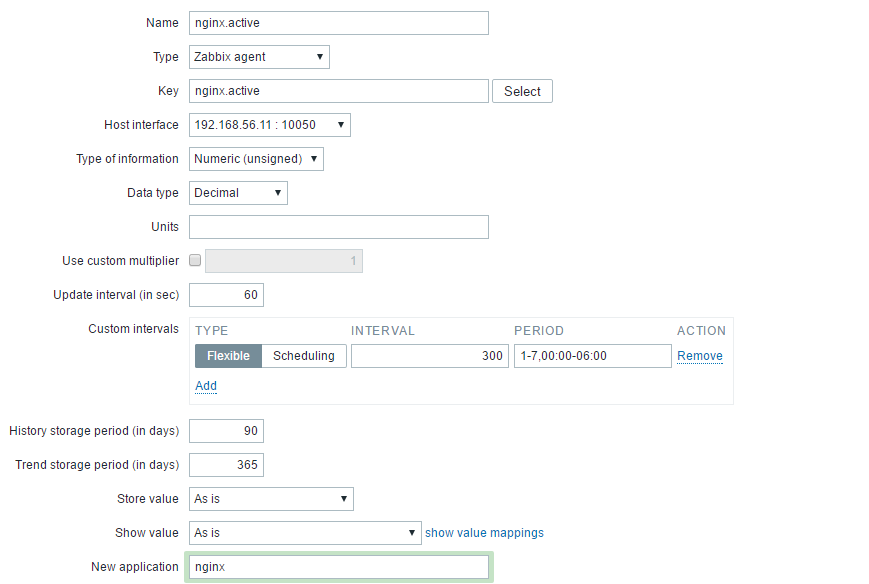 Name nginx.active
Type Zabbix agent
Key nginx.active Select
Host interface 192.168.56.11 : 10050
Type of information Numeric (unsigned)
Data type Decimal
Units
Use custom multiplier 1
Update interval (in sec) 60
Custom intervals TYPE INTERVAL PERIOD ACTION
Flexible Scheduling 300 1-7,00:00-06:00 Remove
Add
History storage period (in days) 90
Trend storage period (in days) 365
Store value As is
Show value As is show value mappings
New application nginx